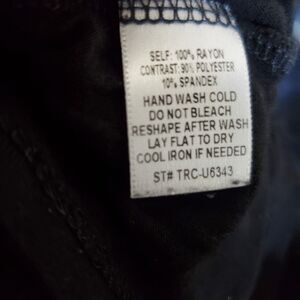 SELF: 100% RAYON
CONTRAST: 90% POLYESTER
10% SPANDEX
HAND WASH COLD
DO NOT BLEACH
RESHAPE AFTER WASH
LAY FLAT TO DRY
COOL IRON IF NEEDED
ST# TRC-U6343